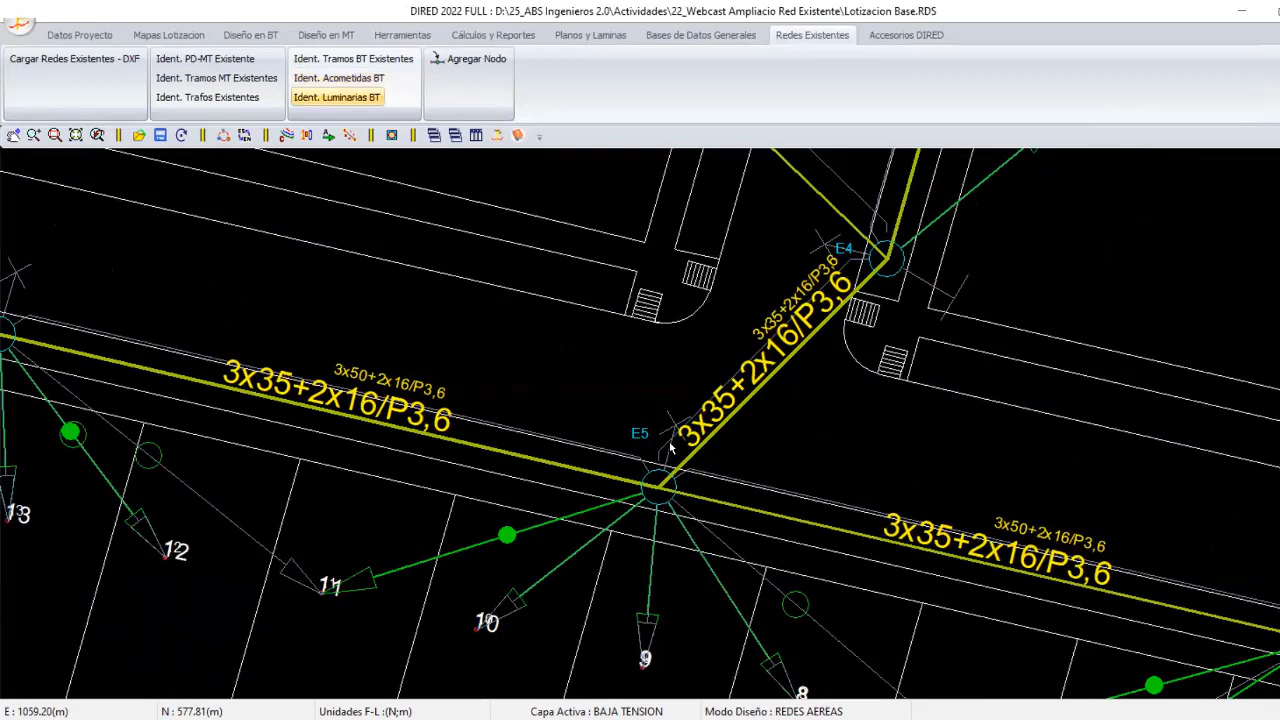 DIRED 2022 FULL : D:\25_ABS Ingenieros 2.0\Actividades\22_Webcast Ampliacio Red Existente\Lotizacion Base.RDS
Datos Proyecto Mapas Lotizacion Diseño en BT Diseño en MT Herramientas Cálculos y Reportes Planos y Laminas Bases de Datos Generales Redes Existentes Accesorios DIRED
Cargar Redes Existentes - DXF Ident. PD-MT Existente Ident. Tramos BT Existentes Agregar Nodo
Ident. Tramos MT Existentes Ident. Acometidas BT
Ident. Trafos Existentes Ident. Luminarias BT
E4
3x35+2x16/P3,6
3x35+2x16/P3,6
3x50+2x16/P3,6
3x35+2x16/P3,6
E5
3x50+2x16/P3,6
3x35+2x16/P3,6
13
12
11
10
9
8
E : 1059.20(m) N : 577.81(m) Unidades F-L :(N;m) Capa Activa : BAJA TENSION Modo Diseño : REDES AEREAS